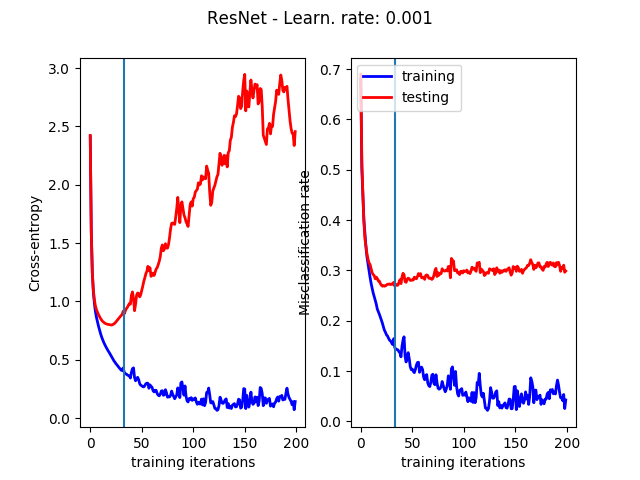 ResNet - Learn. rate: 0.001
3.0
2.5
2.0
1.5
1.0
0.5
0.0
Cross-entropy
0 50 100 150 200
training iterations
0.7
0.6
0.5
0.4
0.3
0.2
0.1
0.0
Misclassification rate
training
testing
0 50 100 150 200
training iterations